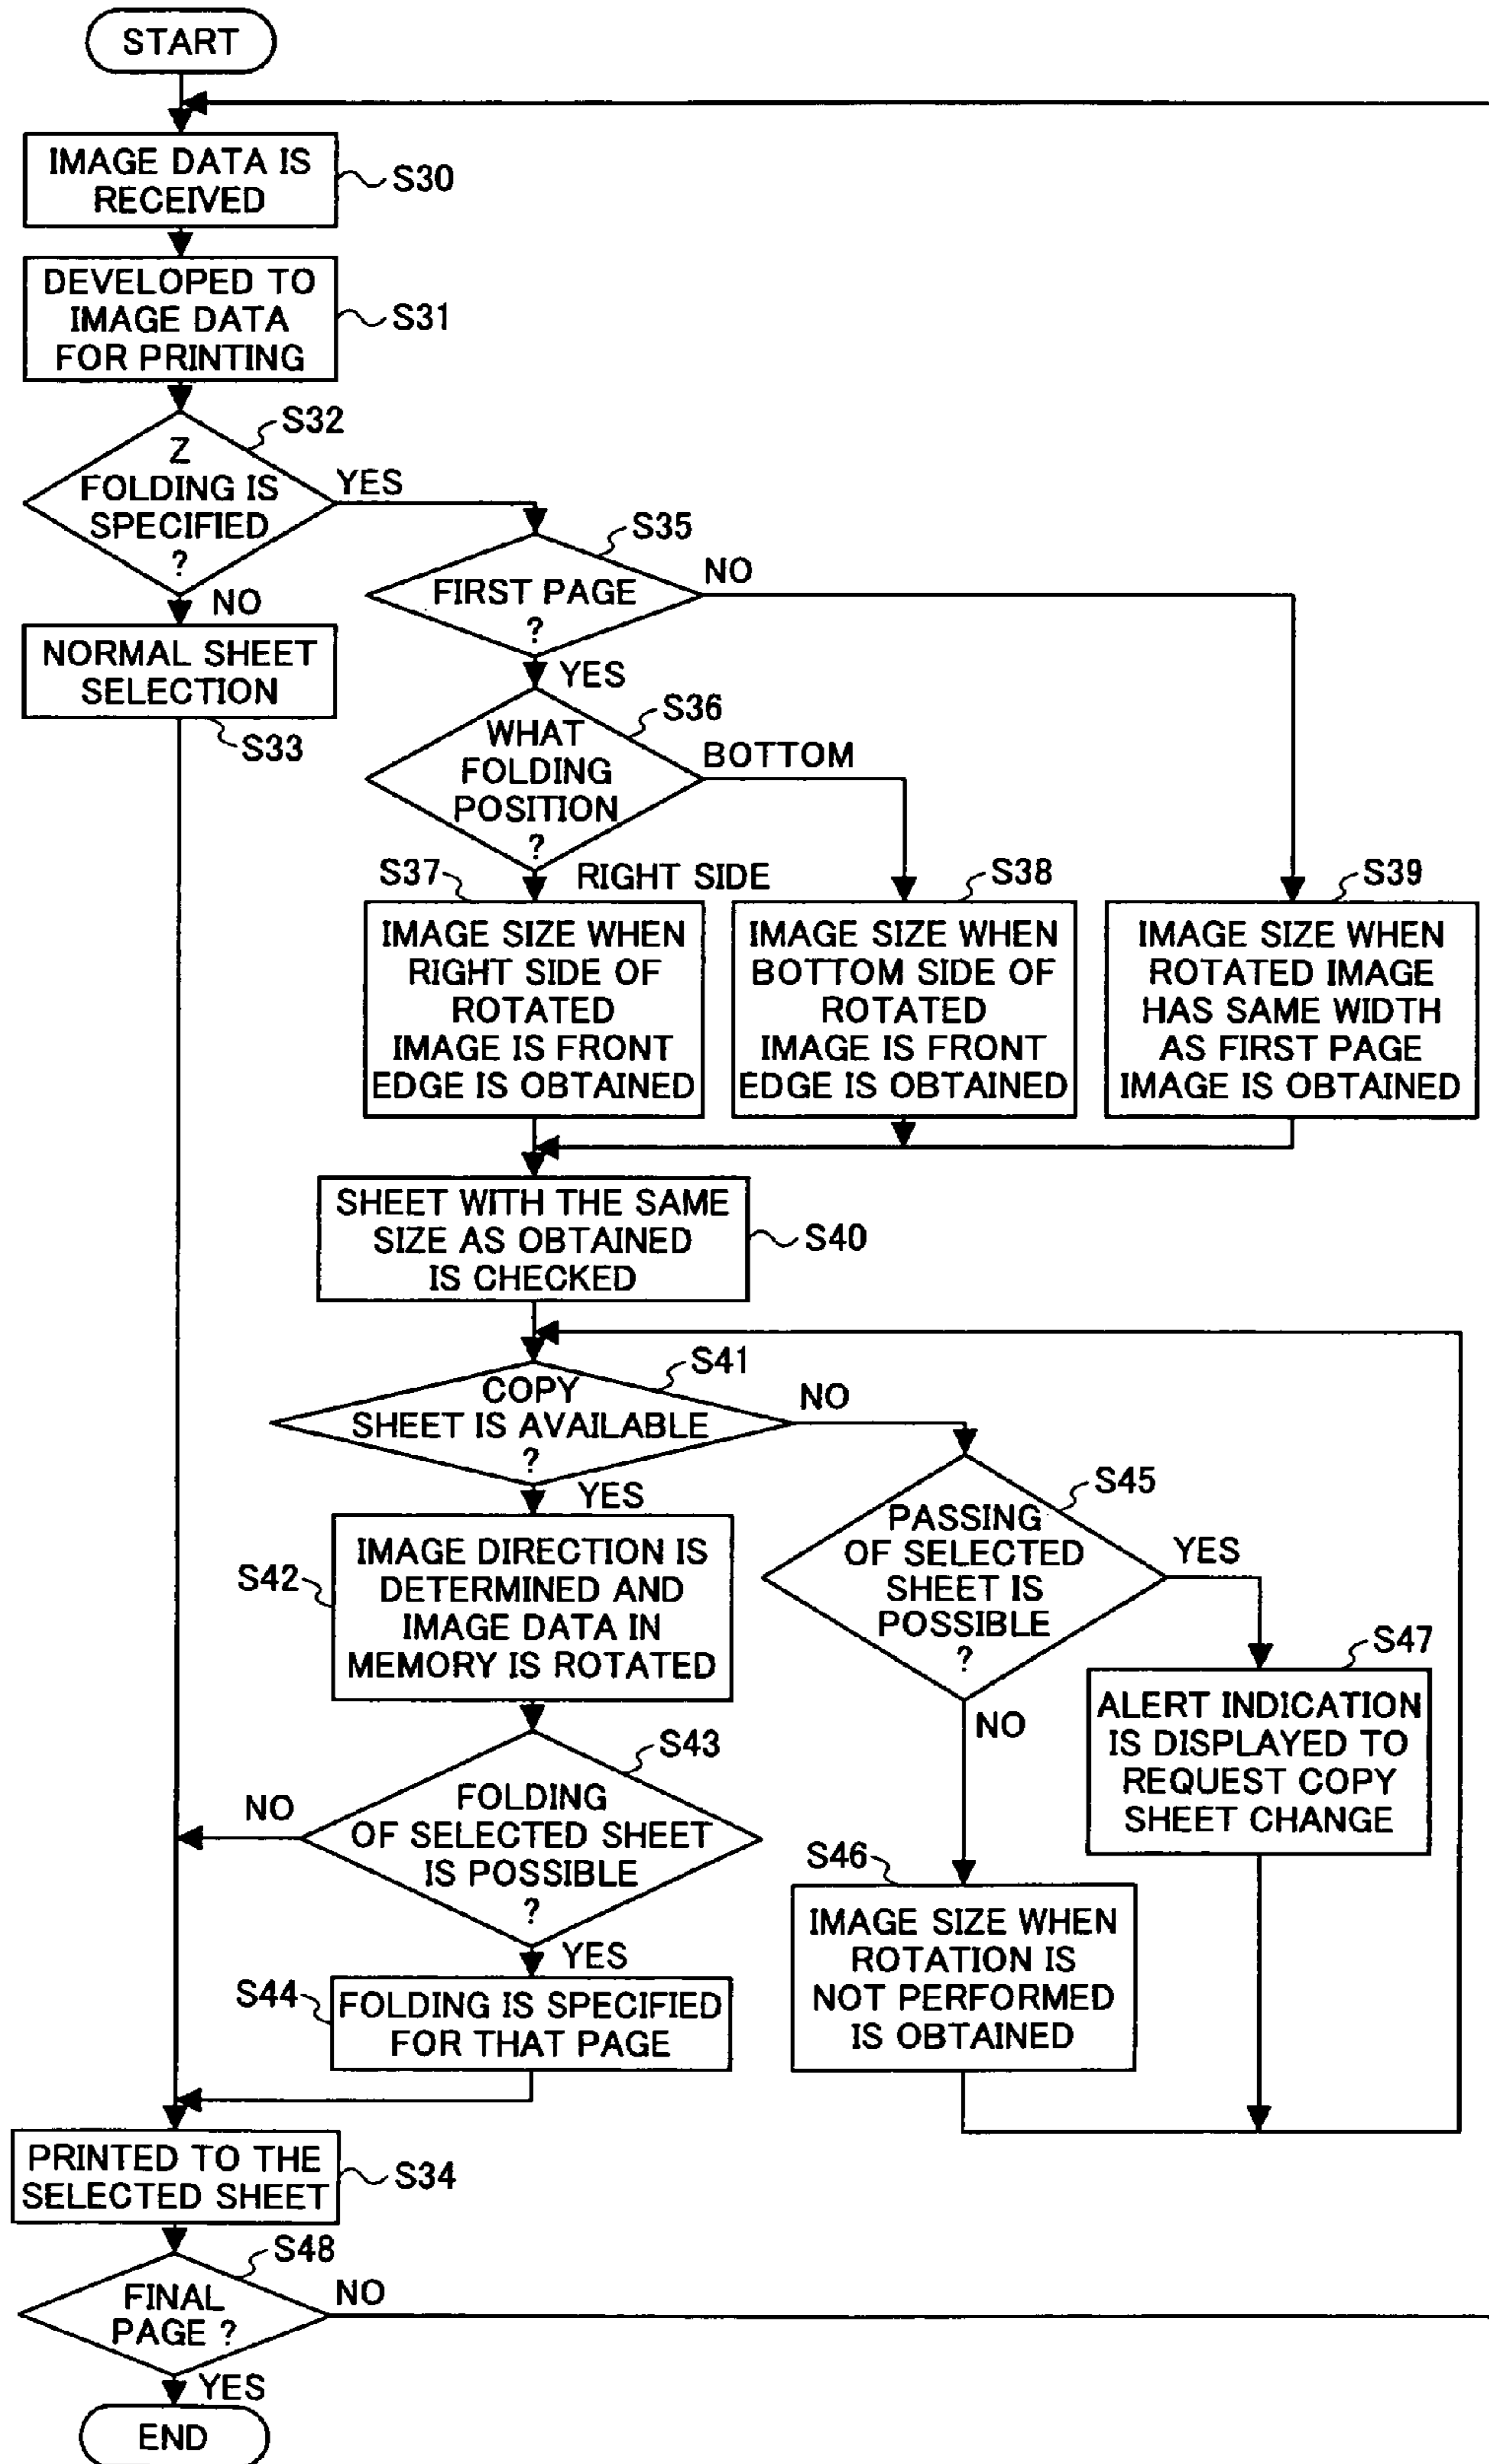 START
IMAGE DATA IS
RECEIVED
S30
DEVELOPED TO
IMAGE DATA
FOR PRINTING
S31
S32
Z
FOLDING IS
SPECIFIED
?
YES
NO
NORMAL SHEET
SELECTION
S33
S35
FIRST PAGE
?
NO
YES
S36
WHAT
FOLDING
POSITION
?
BOTTOM
RIGHT SIDE
S37
IMAGE SIZE WHEN
RIGHT SIDE OF
ROTATED
IMAGE IS FRONT
EDGE IS OBTAINED
S38
IMAGE SIZE WHEN
BOTTOM SIDE OF
ROTATED
IMAGE IS FRONT
EDGE IS OBTAINED
S39
IMAGE SIZE WHEN
ROTATED IMAGE
HAS SAME WIDTH
AS FIRST PAGE
IMAGE IS OBTAINED
SHEET WITH THE SAME
SIZE AS OBTAINED
IS CHECKED
S40
S41
COPY
SHEET IS AVAILABLE
?
NO
YES
S42
IMAGE DIRECTION IS
DETERMINED AND
IMAGE DATA IN
MEMORY IS ROTATED
S45
PASSING
OF SELECTED
SHEET IS
POSSIBLE
?
YES
NO
S47
ALERT INDICATION
IS DISPLAYED TO
REQUEST COPY
SHEET CHANGE
S43
FOLDING
OF SELECTED SHEET
IS POSSIBLE
?
NO
YES
S46
IMAGE SIZE WHEN
ROTATION IS
NOT PERFORMED
IS OBTAINED
S44
FOLDING IS SPECIFIED
FOR THAT PAGE
PRINTED TO THE
SELECTED SHEET
S34
S48
FINAL
PAGE ?
NO
YES
END